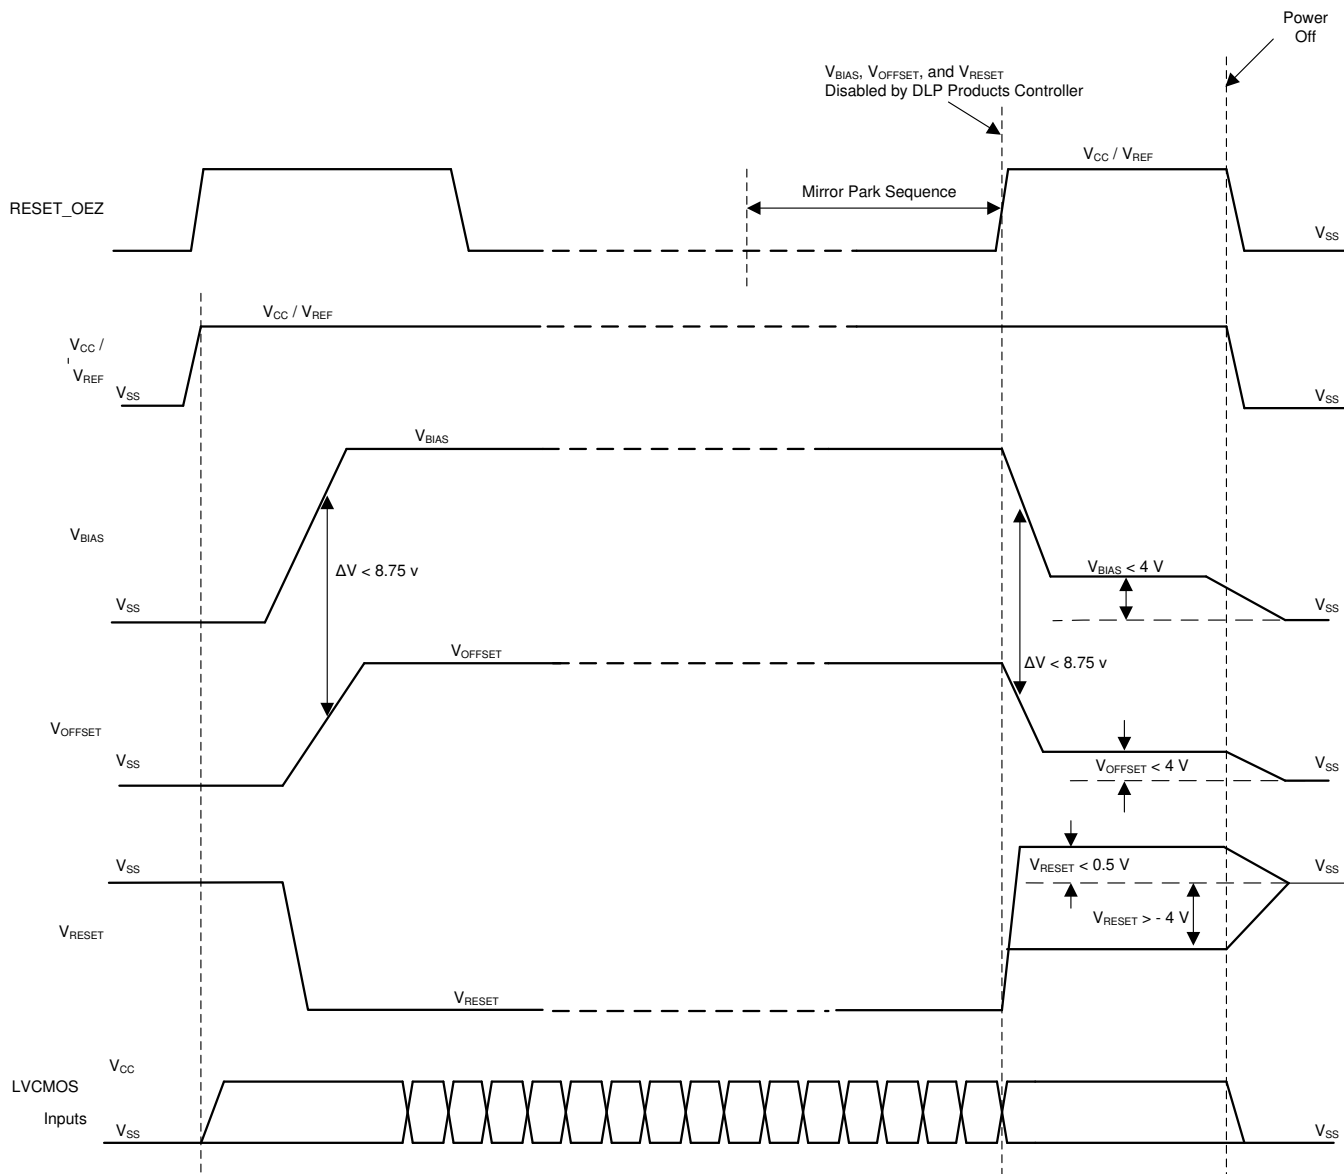 Power
Off
VBIAS, VOFFSET, and VRESET
Disabled by DLP Products Controller
VCC / VREF
RESET_OEZ
Mirror Park Sequence
VSS
VCC / VREF
VCC /
VREF
VSS
VSS
VBIAS
VBIAS
ΔV < 8.75 v
VBIAS < 4 V
VSS
VSS
VOFFSET
ΔV < 8.75 v
VOFFSET
VSS
VOFFSET < 4 V
VSS
VSS
VRESET < 0.5 V
VSS
VRESET > - 4 V
VRESET
VRESET
VCC
LVCMOS
Inputs
VSS
VSS